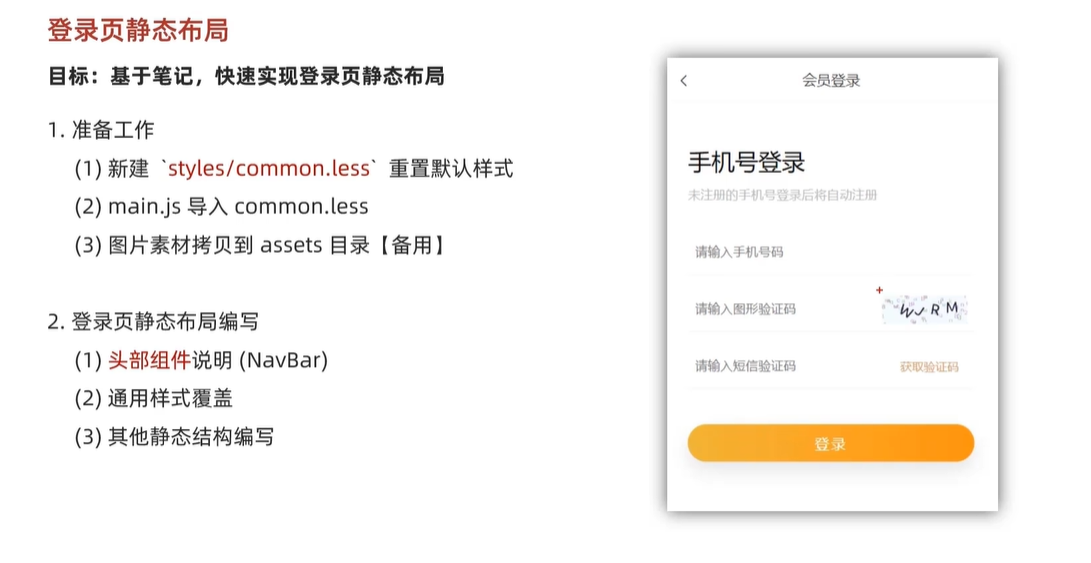 登录页静态布局
目标：基于笔记，快速实现登录页静态布局
1. 准备工作
(1) 新建 `styles/common.less` 重置默认样式
(2) main.js 导入 common.less
(3) 图片素材拷贝到 assets 目录【备用】
2. 登录页静态布局编写
(1) 头部组件说明 (NavBar)
(2) 通用样式覆盖
(3) 其他静态结构编写
会员登录
手机号登录
未注册的手机号登录后将自动注册
请输入手机号码
请输入图形验证码
WJRM
请输入短信验证码 获取验证码
登录